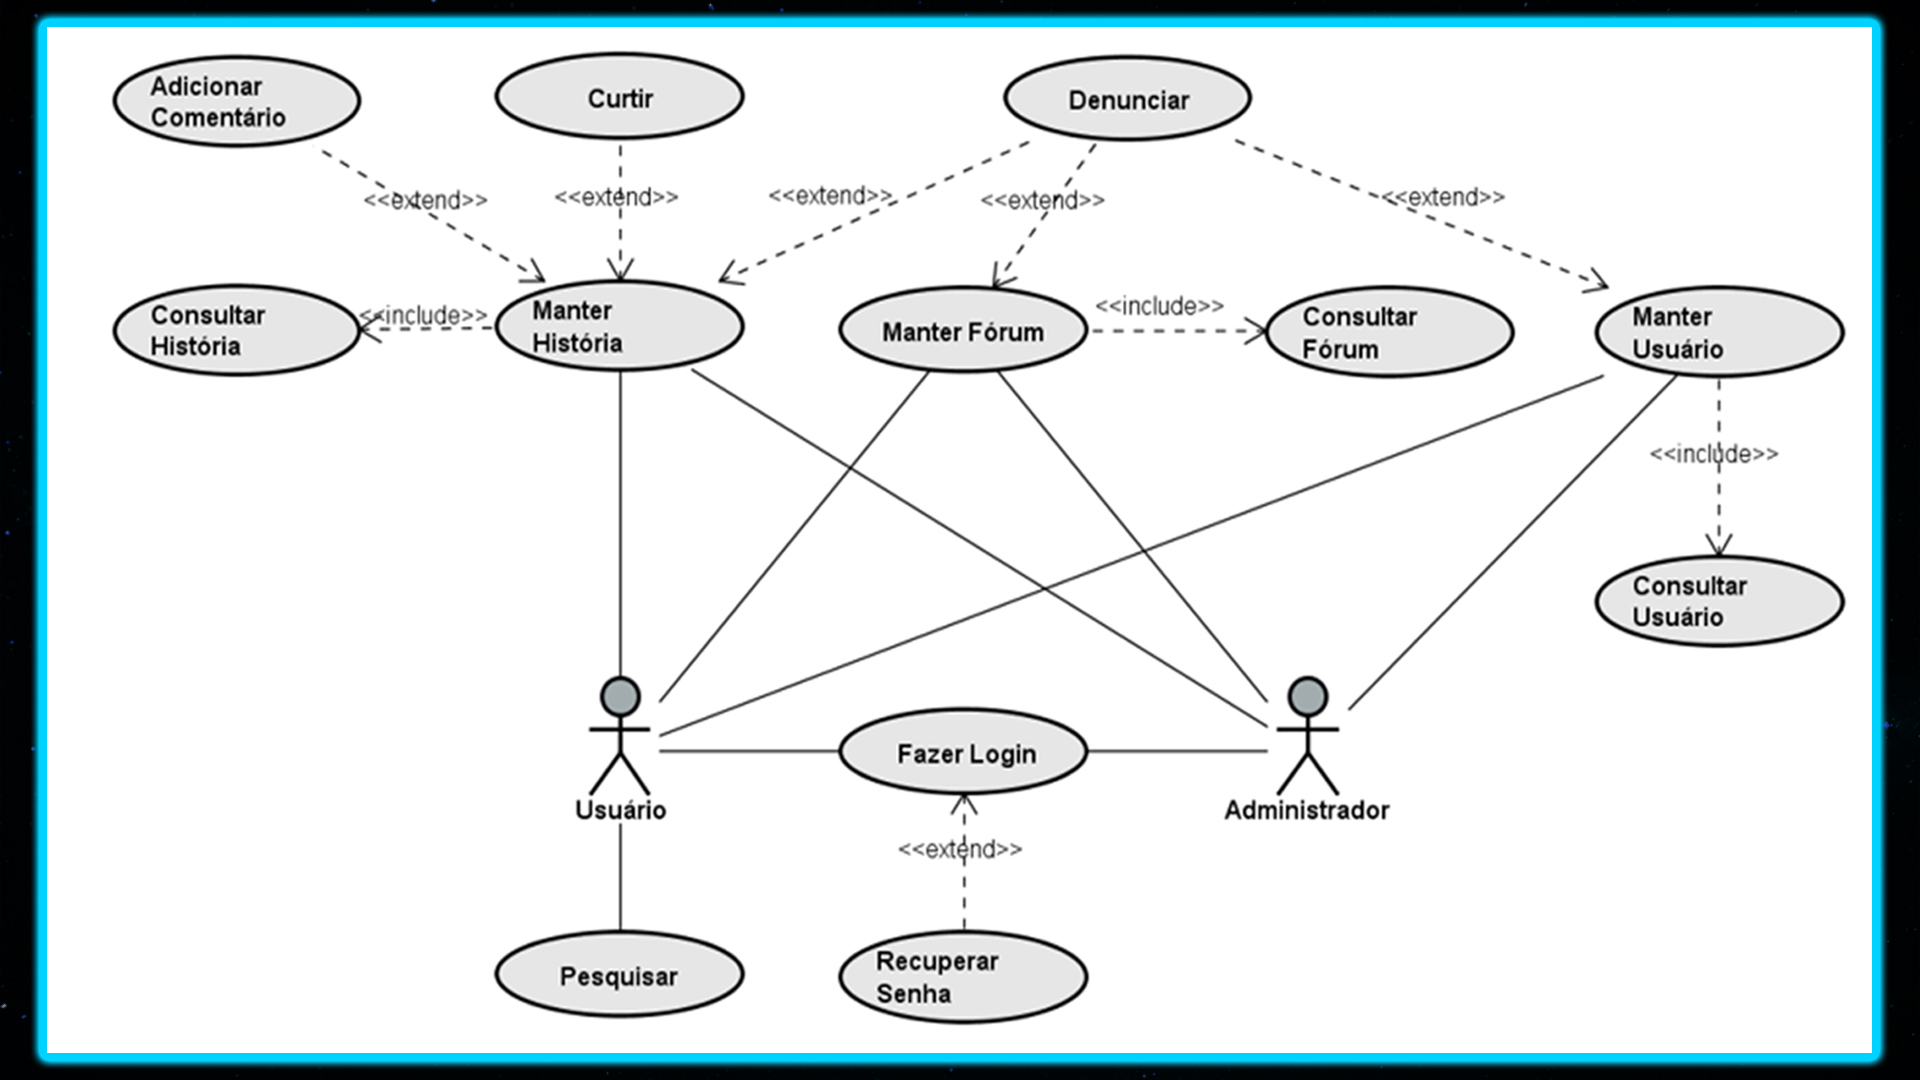 Adicionar
Comentário
Curtir
Denunciar
<<extend>>
<<extend>>
<<extend>>
<<extend>>
<<extend>>
Consultar
História
<<include>>
Manter
História
Manter Fórum
<<include>>
Consultar
Fórum
Manter
Usuário
<<include>>
Consultar
Usuário
Fazer Login
Usuário
Administrador
<<extend>>
Pesquisar
Recuperar
Senha